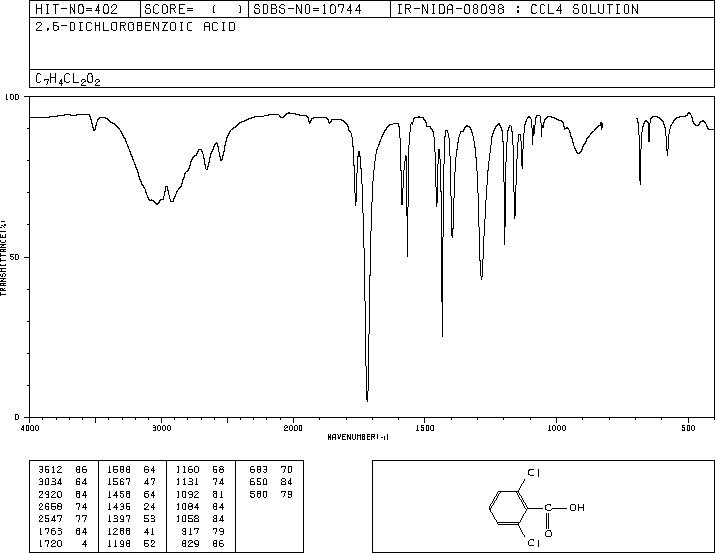 HIT-NO=402 SCORE= ( ) SDBS-NO=10744 IR-NIDA-08098 : CCL4 SOLUTION
2,6-DICHLOROBENZOIC ACID
C7H4CL2O2
100
50
0
TRANSMITTANCE(%)
4000 3000 2000 1500 1000 500
WAVENUMBER(-1)
3512 86 1588 64 1160 58 683 70
3034 64 1567 47 1131 74 650 84
2920 64 1458 64 1092 81 580 79
2658 74 1436 24 1084 84
2547 77 1397 53 1058 84
1763 64 1288 41 917 79
1720 4 1198 52 829 86
Cl
C OH
O
Cl